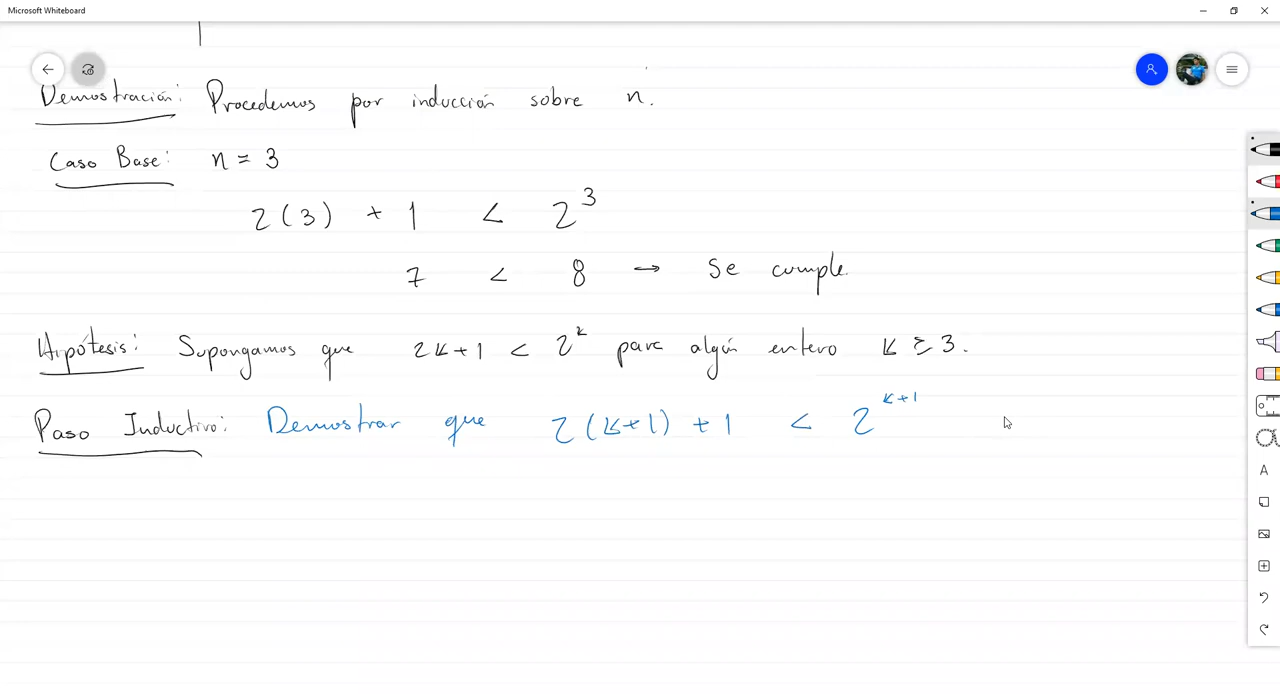 Microsoft Whiteboard
Demostración: Procedemos por inducción sobre n.
Caso Base: n = 3
2(3) + 1 < 2^3
7 < 8 → Se cumple.
Hipótesis: Supongamos que 2k+1 < 2^k para algún entero k ≥ 3.
Paso Inductivo: Demostrar que 2(k+1) + 1 < 2^{k+1}
A